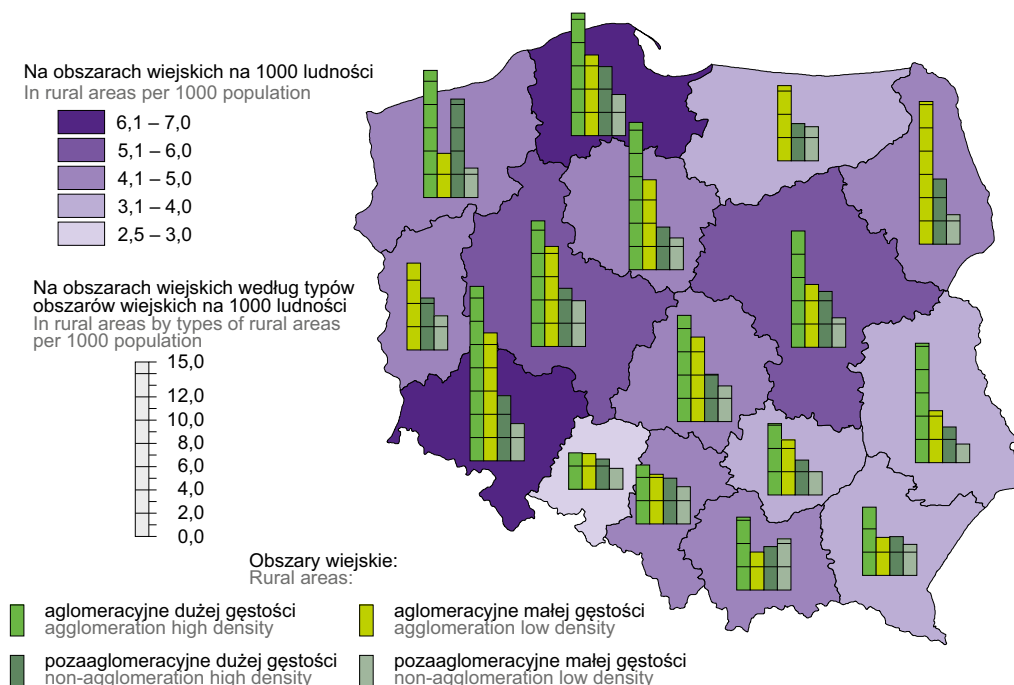 Na obszarach wiejskich na 1000 ludności
In rural areas per 1000 population
6,1 – 7,0
5,1 – 6,0
4,1 – 5,0
3,1 – 4,0
2,5 – 3,0
Na obszarach wiejskich według typów
obszarów wiejskich na 1000 ludności
In rural areas by types of rural areas
per 1000 population
15,0
12,0
10,0
8,0
6,0
4,0
2,0
0,0
Obszary wiejskie:
Rural areas:
aglomeracyjne dużej gęstości
agglomeration high density
aglomeracyjne małej gęstości
agglomeration low density
pozaaglomeracyjne dużej gęstości
non-agglomeration high density
pozaaglomeracyjne małej gęstości
non-agglomeration low density